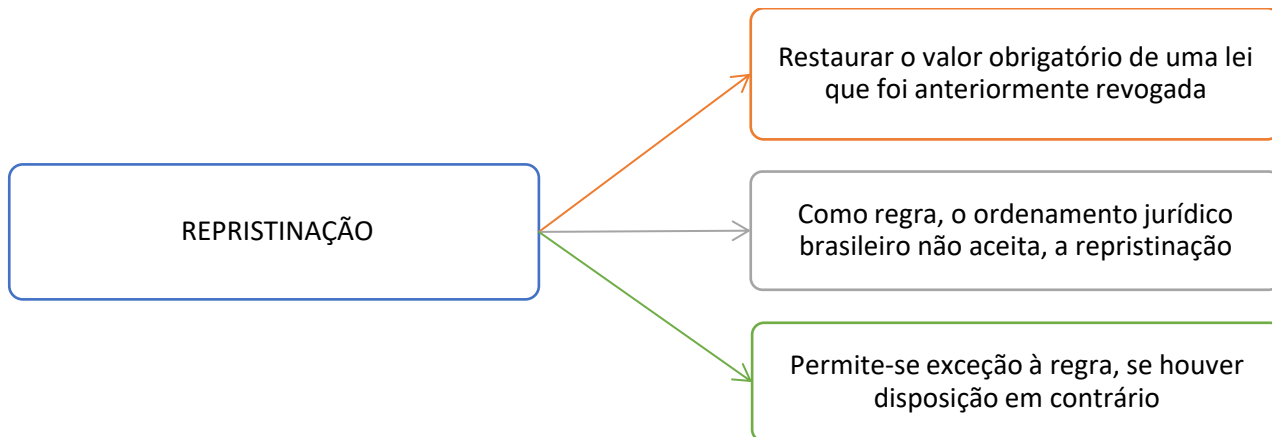 REPRISTINAÇÃO
Restaurar o valor obrigatório de uma lei
que foi anteriormente revogada
Como regra, o ordenamento jurídico
brasileiro não aceita, a repristinação
Permite-se exceção à regra, se houver
disposição em contrário